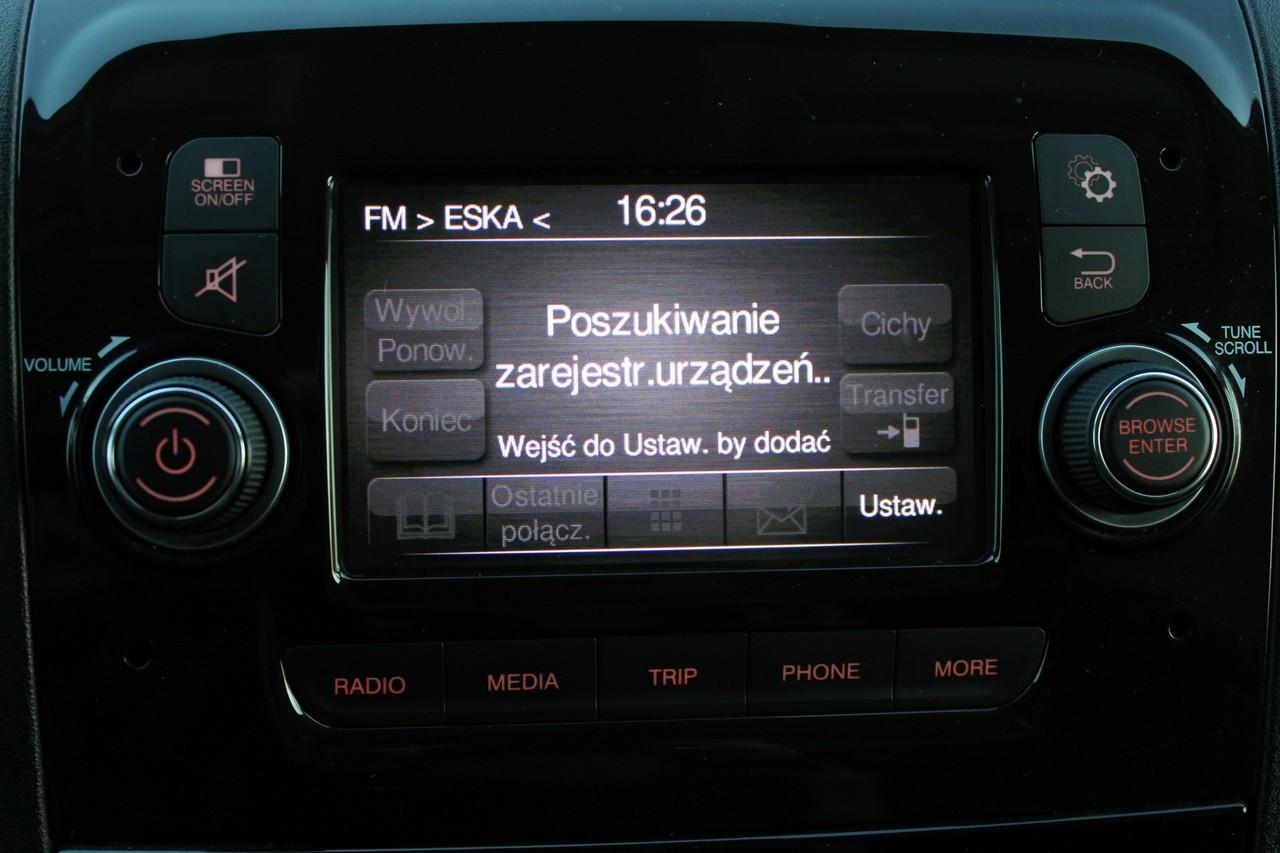 SCREEN
ON/OFF
FM > ESKA <
16:26
BACK
VOLUME
TUNE
SCROLL
Wywoł.
Ponow.
Poszukiwanie
zarejestr.urządzeń..
Cichy
Koniec
Transfer
Wejść do Ustaw. by dodać
BROWSE
ENTER
Ostatnie
połącz.
Ustaw.
RADIO
MEDIA
TRIP
PHONE
MORE